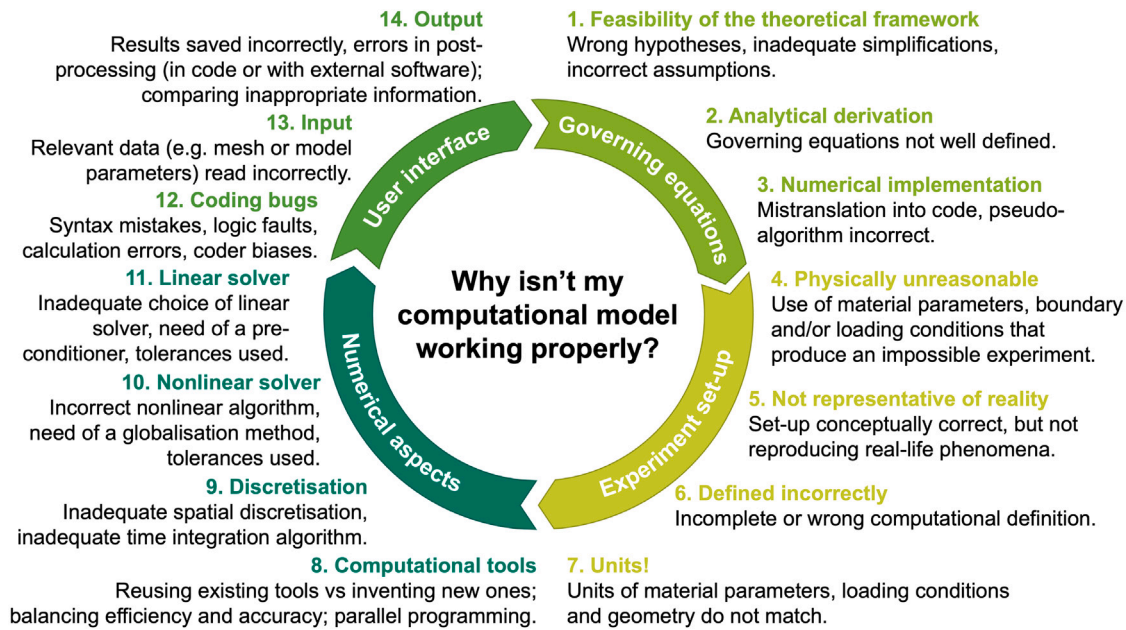 1. Feasibility of the theoretical framework
Wrong hypotheses, inadequate simplifications,
incorrect assumptions.
2. Analytical derivation
Governing equations not well defined.
3. Numerical implementation
Mistranslation into code, pseudo-
algorithm incorrect.
4. Physically unreasonable
Use of material parameters, boundary
and/or loading conditions that
produce an impossible experiment.
5. Not representative of reality
Set-up conceptually correct, but not
reproducing real-life phenomena.
6. Defined incorrectly
Incomplete or wrong computational definition.
7. Units!
Units of material parameters, loading conditions
and geometry do not match.
8. Computational tools
Reusing existing tools vs inventing new ones;
balancing efficiency and accuracy; parallel programming.
9. Discretisation
Inadequate spatial discretisation,
inadequate time integration algorithm.
10. Nonlinear solver
Incorrect nonlinear algorithm,
need of a globalisation method,
tolerances used.
11. Linear solver
Inadequate choice of linear
solver, need of a pre-
conditioner, tolerances used.
12. Coding bugs
Syntax mistakes, logic faults,
calculation errors, coder biases.
13. Input
Relevant data (e.g. mesh or model
parameters) read incorrectly.
14. Output
Results saved incorrectly, errors in post-
processing (in code or with external software);
comparing inappropriate information.
Governing equations
Experiment set-up
Numerical aspects
User interface
Why isn't my
computational model
working properly?